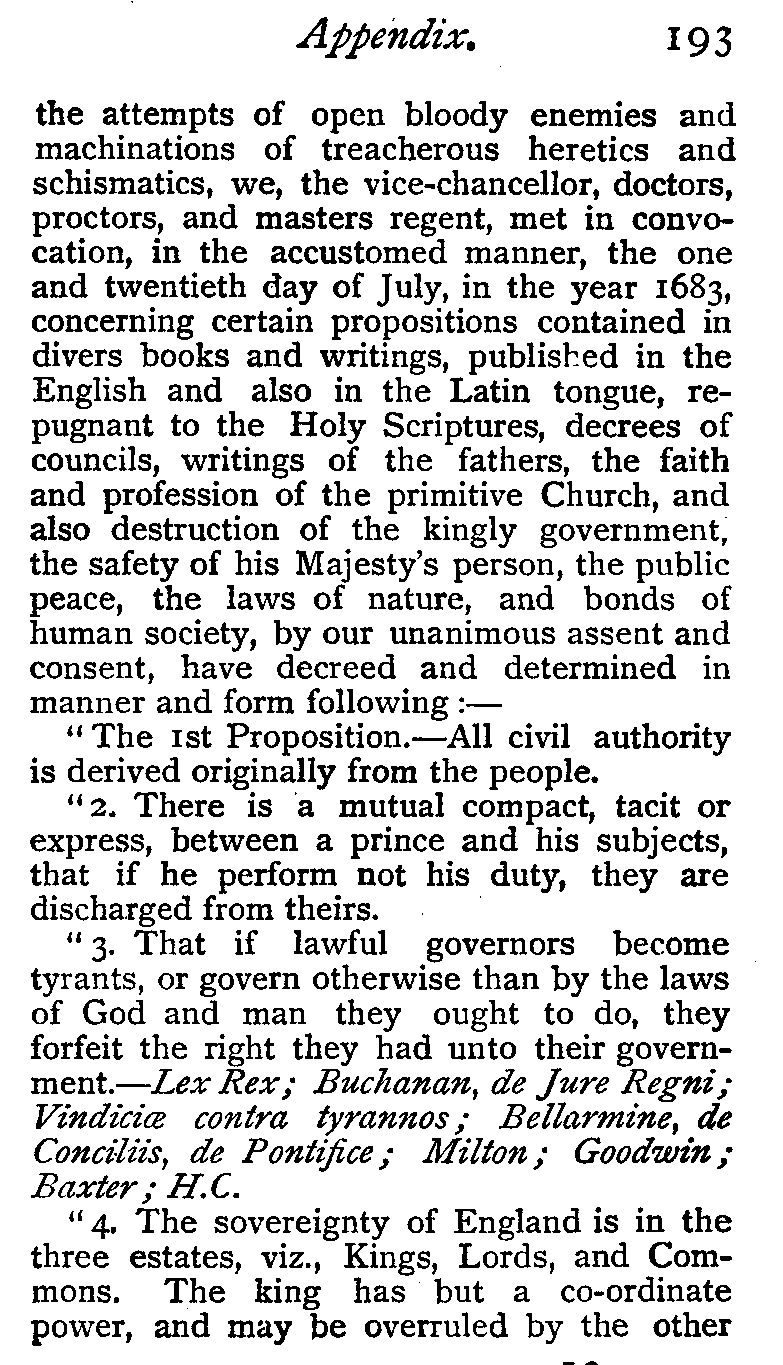 Appendix. 193
the attempts of open bloody enemies and
machinations of treacherous heretics and
schismatics, we, the vice-chancellor, doctors,
proctors, and masters regent, met in convo-
cation, in the accustomed manner, the one
and twentieth day of July, in the year 1683,
concerning certain propositions contained in
divers books and writings, published in the
English and also in the Latin tongue, re-
pugnant to the Holy Scriptures, decrees of
councils, writings of the fathers, the faith
and profession of the primitive Church, and
also destruction of the kingly government,
the safety of his Majesty's person, the public
peace, the laws of nature, and bonds of
human society, by our unanimous assent and
consent, have decreed and determined in
manner and form following :—
"The 1st Proposition.—All civil authority
is derived originally from the people.
"2. There is a mutual compact, tacit or
express, between a prince and his subjects,
that if he perform not his duty, they are
discharged from theirs.
"3. That if lawful governors become
tyrants, or govern otherwise than by the laws
of God and man they ought to do, they
forfeit the right they had unto their govern-
ment.—Lex Rex; Buchanan, de Jure Regni;
Vindiciæ contra tyrannos; Bellarmine, de
Conciliis, de Pontifice; Milton; Goodwin;
Baxter; H.C.
"4. The sovereignty of England is in the
three estates, viz., Kings, Lords, and Com-
mons. The king has but a co-ordinate
power, and may be overruled by the other